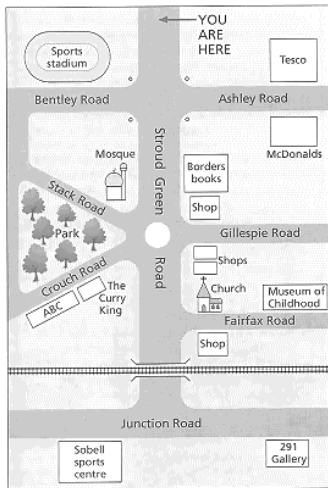 YOU
ARE
HERE
Sports
stadium
Tesco
Bentley Road
Ashley Road
Stroud Green Road
McDonalds
Mosque
Borders
books
Stack Road
Shop
Park
Gillespie Road
Shops
Crouch Road
The
Curry
King
ABC
Church
Museum of
Childhood
Fairfax Road
Shop
Junction Road
Sobell
sports
centre
291
Gallery